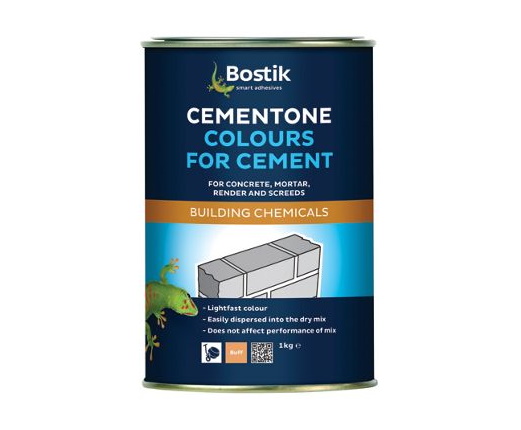 Bostik
smart adhesives
CEMENTONE
COLOURS
FOR CEMENT
FOR CONCRETE, MORTAR,
RENDER AND SCREEDS
BUILDING CHEMICALS
- Lightfast colour
- Easily dispersed into the dry mix
- Does not affect performance of mix
Buff
1kg ℮